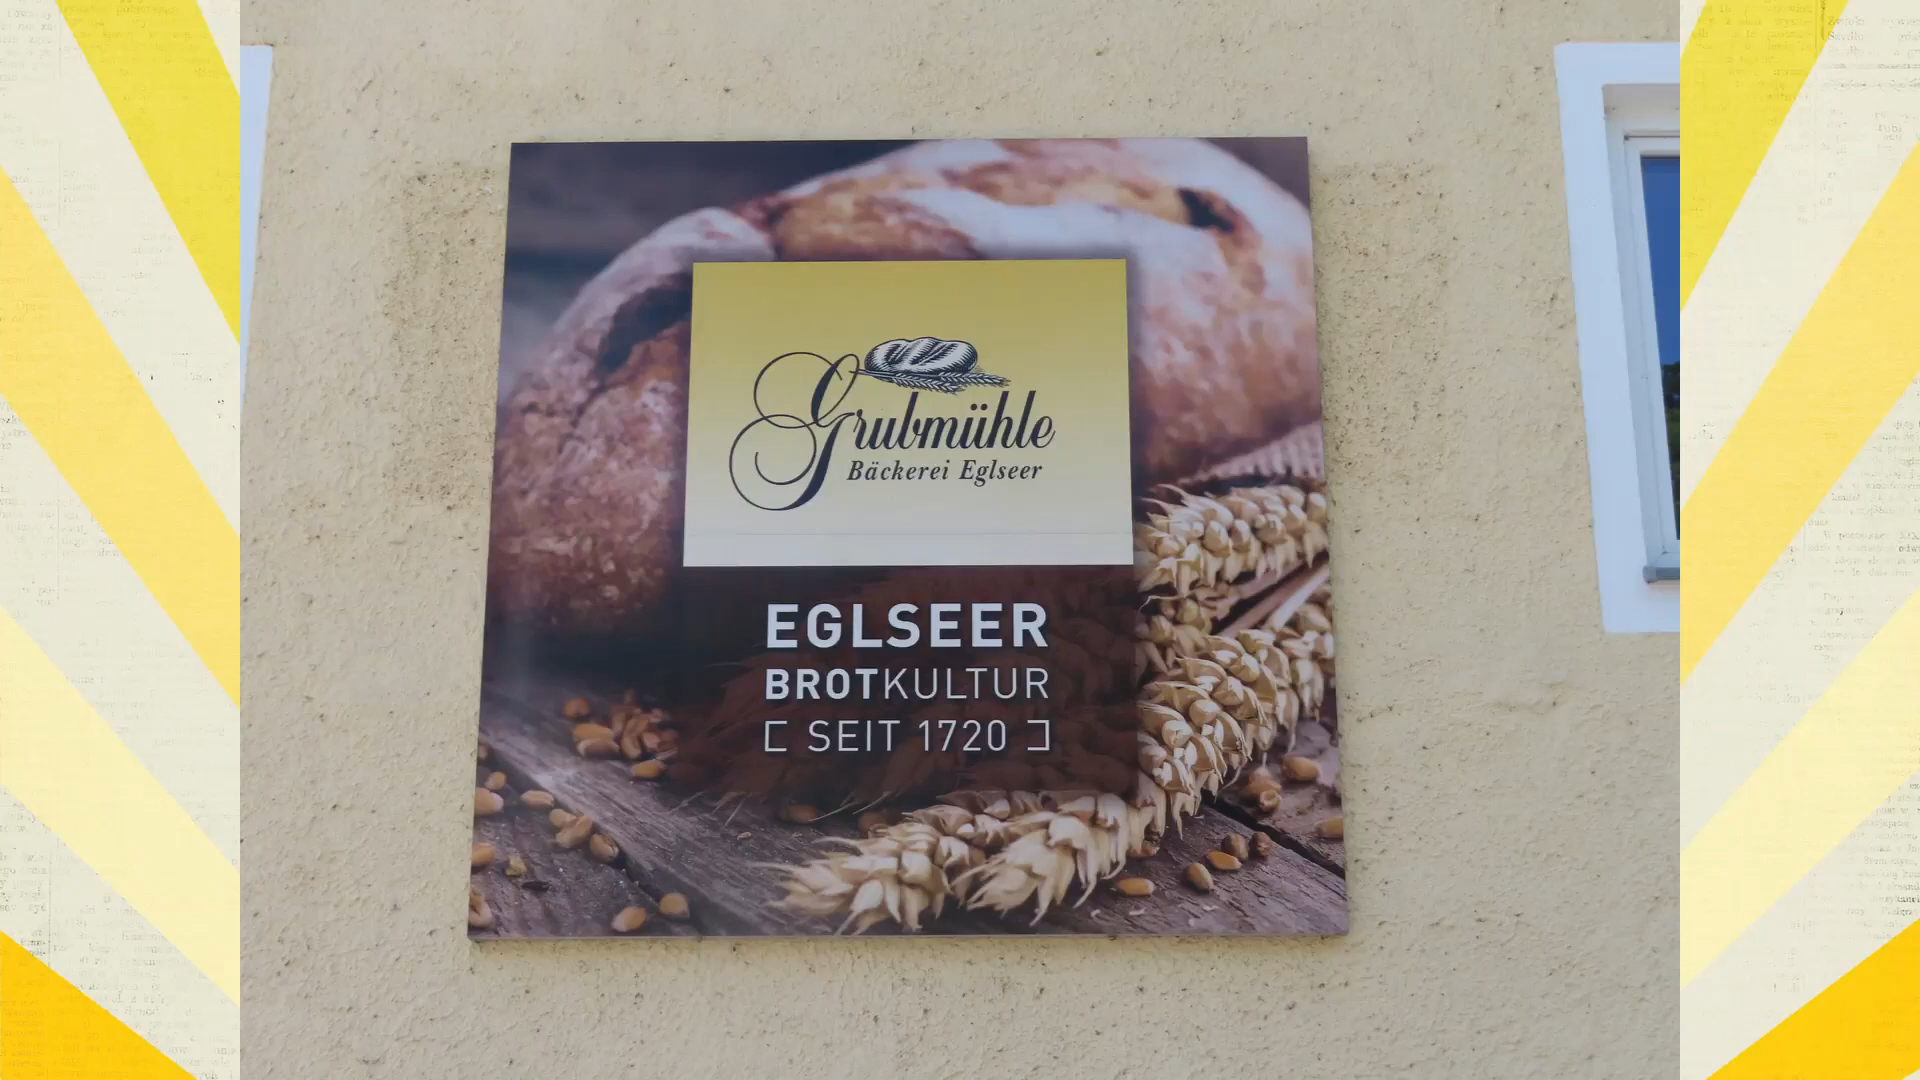 Grubmühle
Bäckerei Eglseer
EGLSEER
BROTKULTUR
[ SEIT 1720 ]